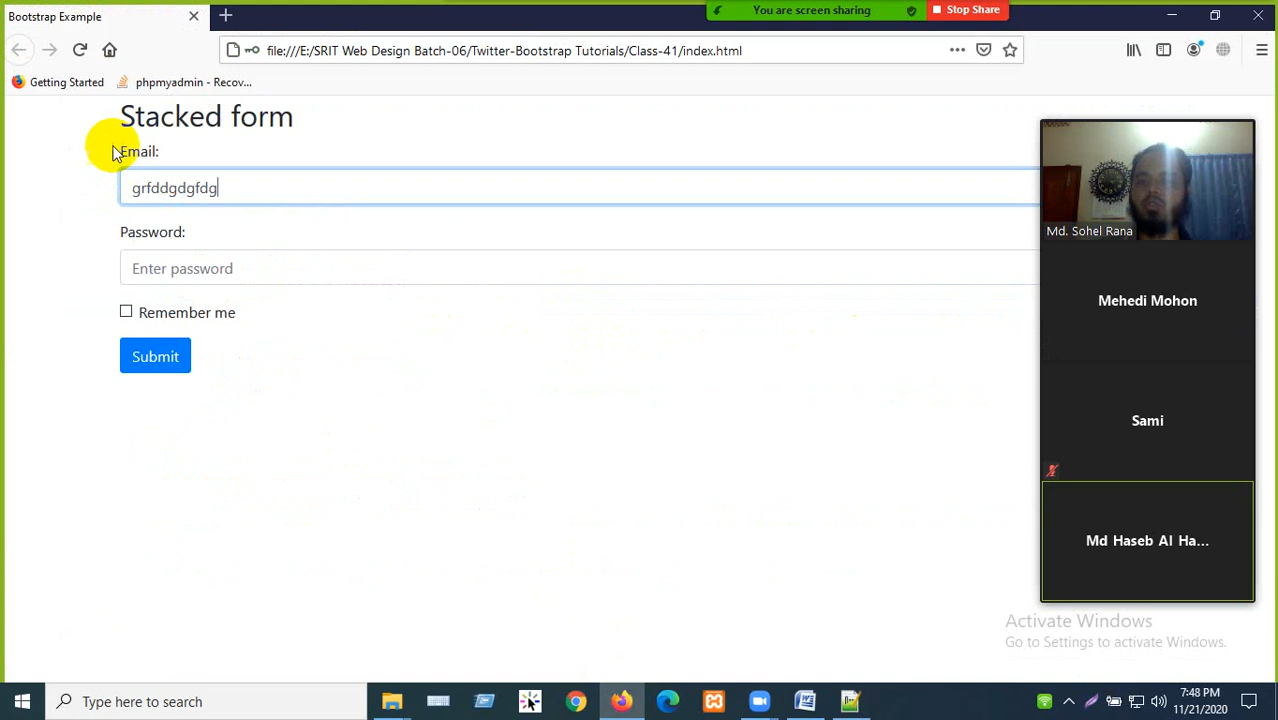 Bootstrap Example
You are screen sharing
Stop Share
file:///E:/SRIT Web Design Batch-06/Twitter-Bootstrap Tutorials/Class-41/index.html
Getting Started
phpmyadmin - Recov...
Stacked form
Email:
grfddgdgfdg
Password:
Enter password
Remember me
Submit
Md. Sohel Rana
Mehedi Mohon
Sami
Md Haseb Al Ha...
Activate Windows
Go to Settings to activate Windows.
Type here to search
7:48 PM
11/21/2020